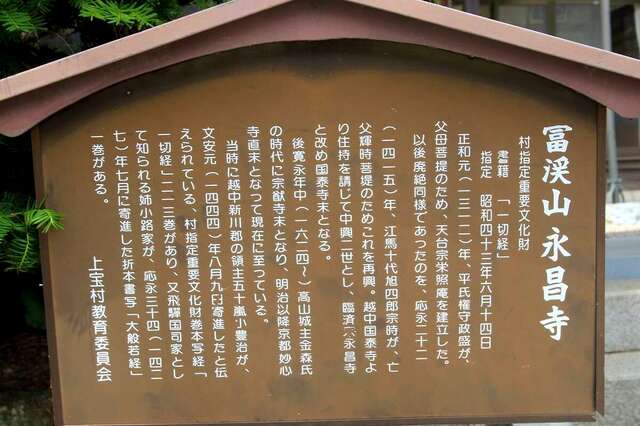 冨渓山永昌寺
村指定重要文化財
書籍 「一切経」
指定 昭和四十三年六月十四日
正和元(一三一二)年、平氏権守政盛が、
父母菩提のため、天台宗栄照庵を建立した。
以後廃絶同様であったのを、応永二十二
(一四一五)年、江馬十代旭四郎宗時が、亡
父輝時菩提のためこれを再興。越中国泰寺よ
り住持を請じて中興二世とし、臨済宗永昌寺
と改め国泰寺末となる。
後寛永年中(一六二四〜)高山城主金森氏
の時代に宗猷寺末となり、明治以降京都妙心
寺直末となって現在に至っている。
当時に越中新川郡の領主五十嵐小豊治が、
文安元(一四四四)年八月九日寄進したと伝
えられている、村指定重要文化財巻本写経「
一切経」二一三巻があり、又飛驒国司家とし
て知られる姉小路家が、応永三十四(一四二
七)年七月に寄進した折本書写「大般若経」
一巻がある。
上宝村教育委員会